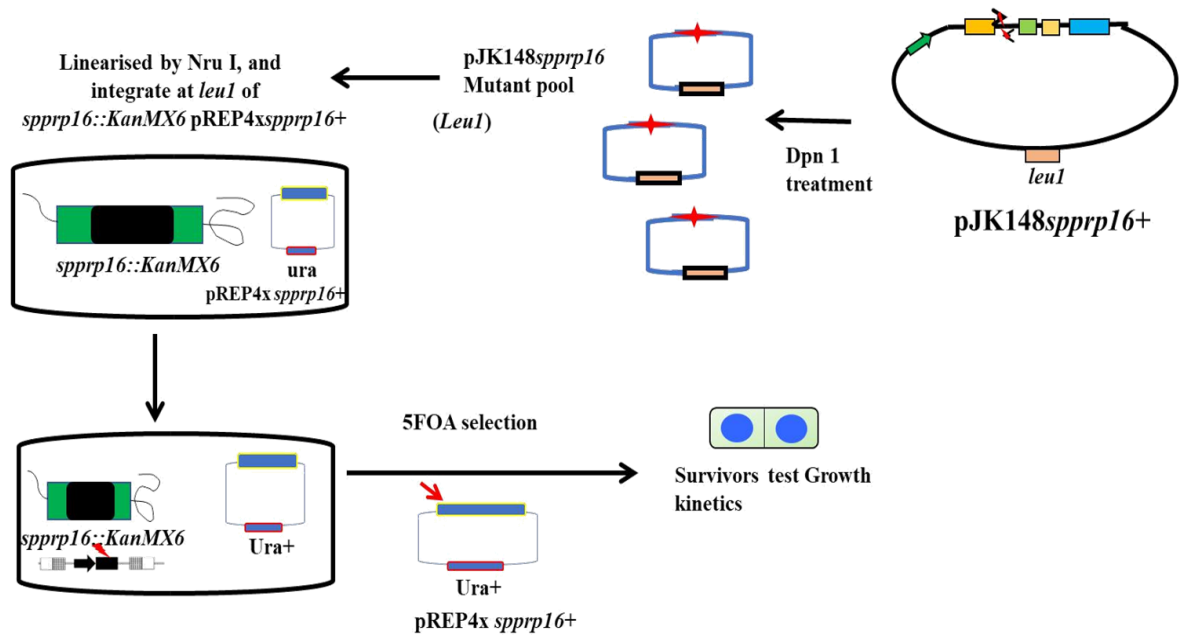 Linearised by Nru I, and
integrate at leu1 of
spprp16::KanMX6 pREP4xspprp16+
pJK148spprp16
Mutant pool
(Leu1)
Dpn 1
treatment
leu1
pJK148spprp16+
spprp16::KanMX6
ura
pREP4x spprp16+
5FOA selection
Survivors test Growth
kinetics
spprp16::KanMX6
Ura+
Ura+
pREP4x spprp16+